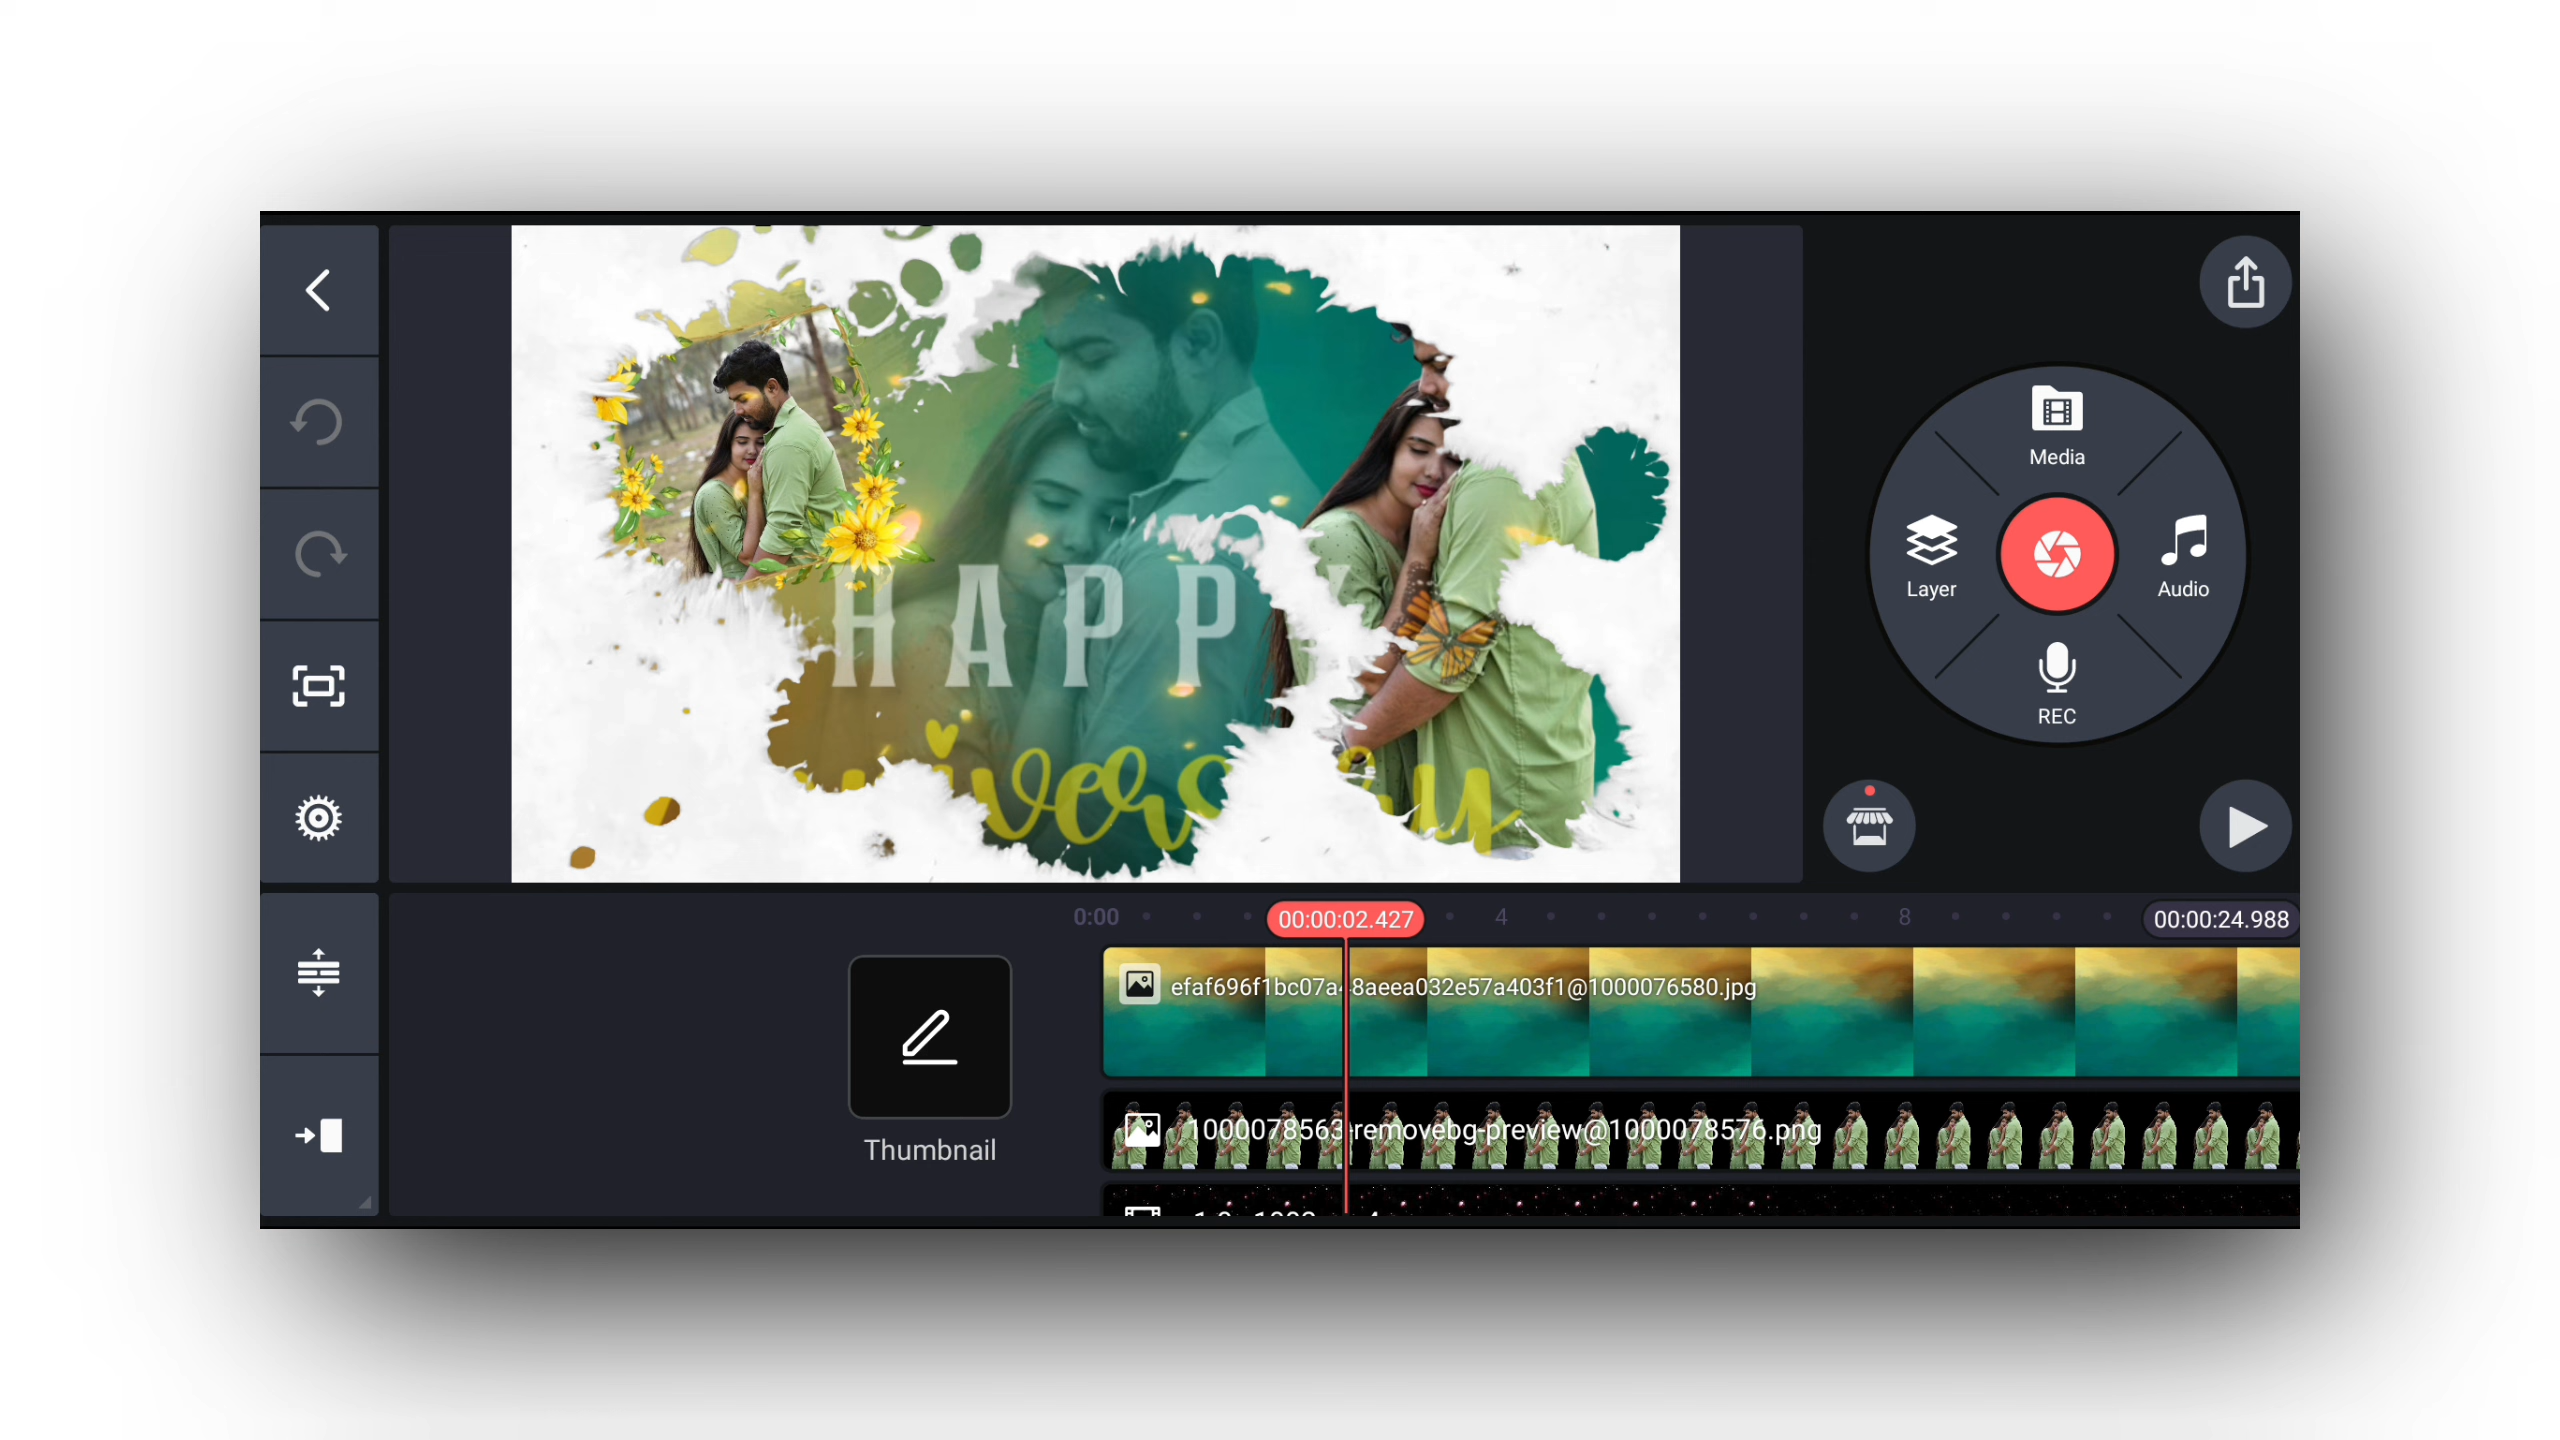 HAPP
Media
Layer
Audio
REC
0:00
00:00:02.427
4
8
00:00:24.988
efaf696f1bc07a48aeea032e57a403f1@1000076580.jpg
1000078563-removebg-preview@1000078576.png
Thumbnail